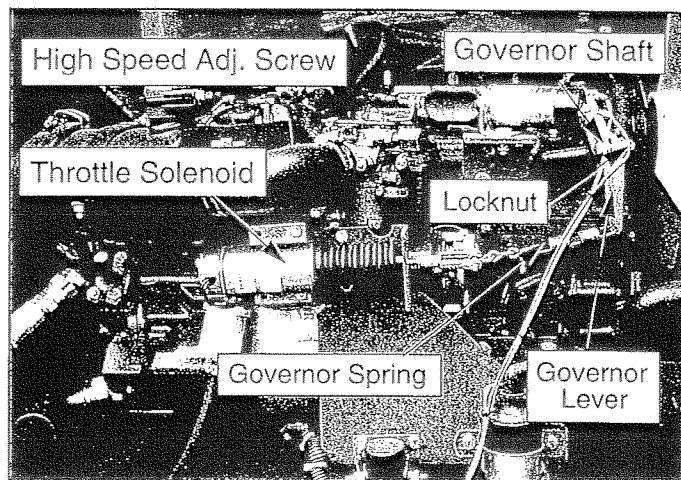 High Speed Adj. Screw
Governor Shaft
Throttle Solenoid
Locknut
Governor Spring
Governor
Lever